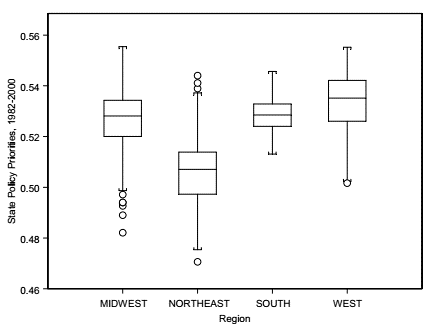 State Policy Priorities, 1982-2000
0.56
0.54
0.52
0.50
0.48
0.46
MIDWEST NORTHEAST SOUTH WEST
Region